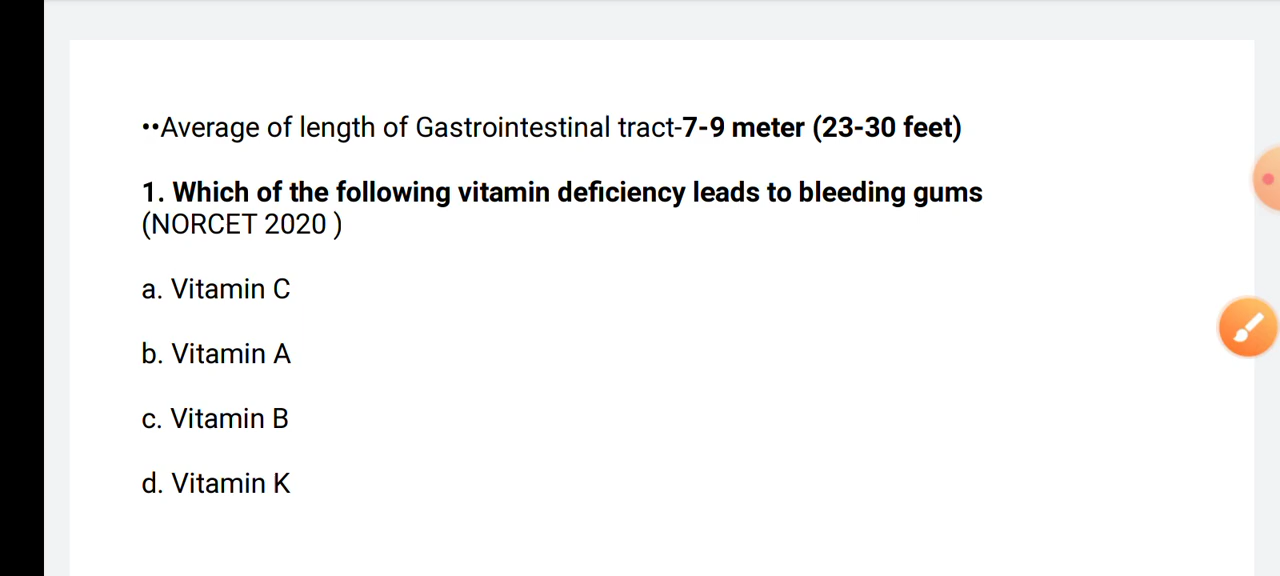 ••Average of length of Gastrointestinal tract-7-9 meter (23-30 feet)
1. Which of the following vitamin deficiency leads to bleeding gums
(NORCET 2020 )
a. Vitamin C
b. Vitamin A
c. Vitamin B
d. Vitamin K